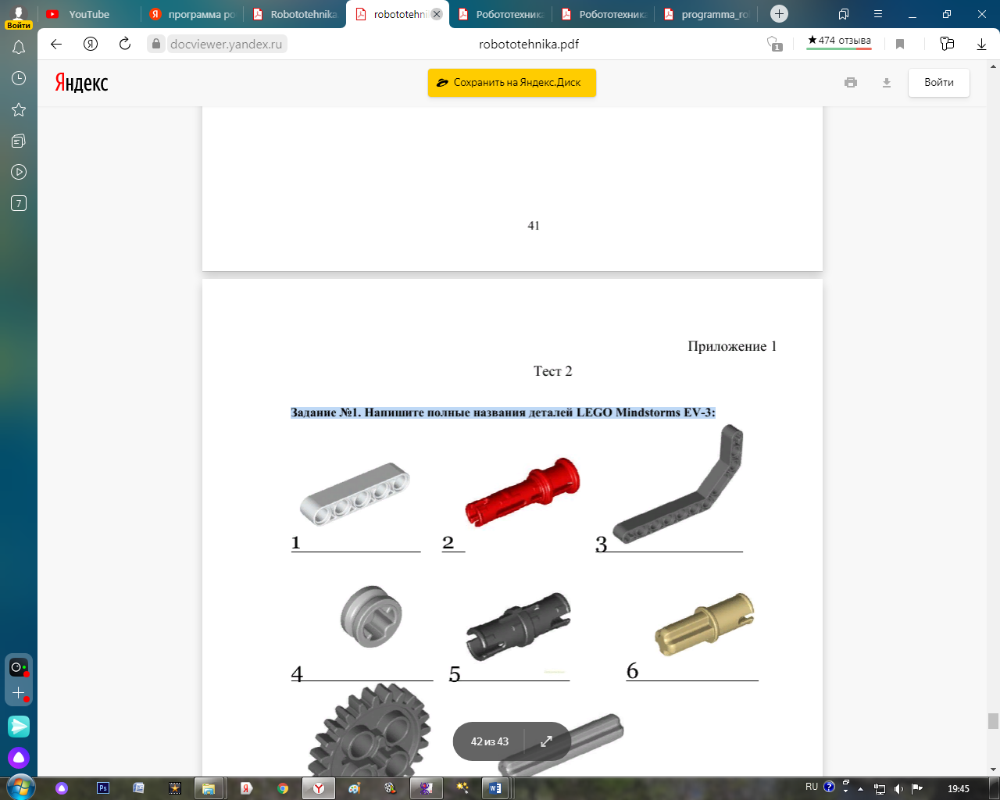 Войти
YouTube
программа ро
Robototehnika.
robototehni
Робототехника
Робототехника
programma_ro
docviewer.yandex.ru
robototehnika.pdf
1
★474 отзыва
Яндекс
Сохранить на Яндекс.Диск
Войти
7
41
Приложение 1
Тест 2
Задание №1. Напишите полные названия деталей LEGO Mindstorms EV-3:
1
2
3
4
5
6
42 из 43
RU
19:45